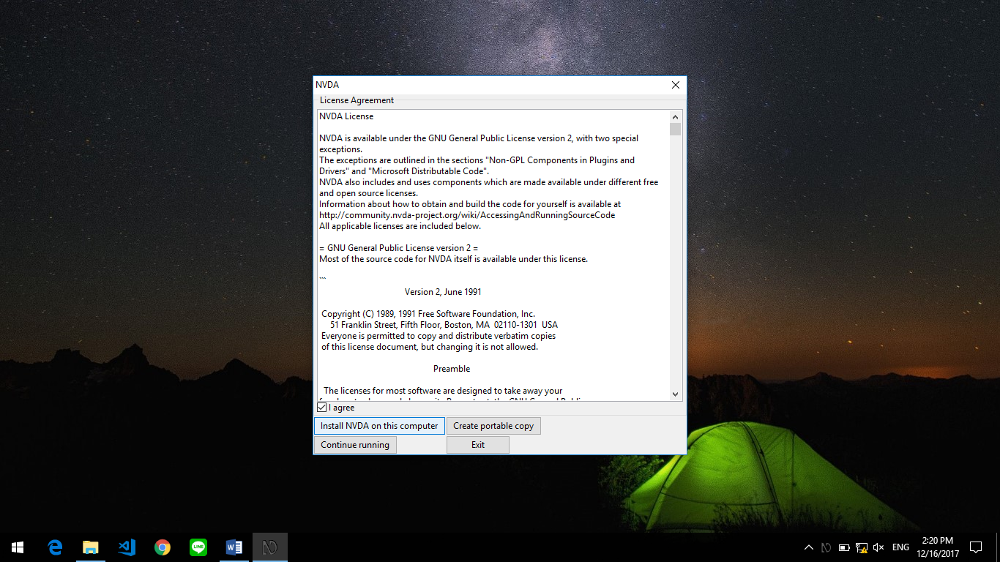 NVDA
License Agreement
NVDA License
NVDA is available under the GNU General Public License version 2, with two special
exceptions.
The exceptions are outlined in the sections "Non-GPL Components in Plugins and
Drivers" and "Microsoft Distributable Code".
NVDA also includes and uses components which are made available under different free
and open source licenses.
Information about how to obtain and build the code for yourself is available at
http://community.nvda-project.org/wiki/AccessingAndRunningSourceCode
All applicable licenses are included below.
= GNU General Public License version 2 =
Most of the source code for NVDA itself is available under this license.
```
Version 2, June 1991
Copyright (C) 1989, 1991 Free Software Foundation, Inc.
51 Franklin Street, Fifth Floor, Boston, MA  02110-1301  USA
Everyone is permitted to copy and distribute verbatim copies
of this license document, but changing it is not allowed.
Preamble
The licenses for most software are designed to take away your
I agree
Install NVDA on this computer
Create portable copy
Continue running
Exit
LINE
ENG
2:20 PM
12/16/2017